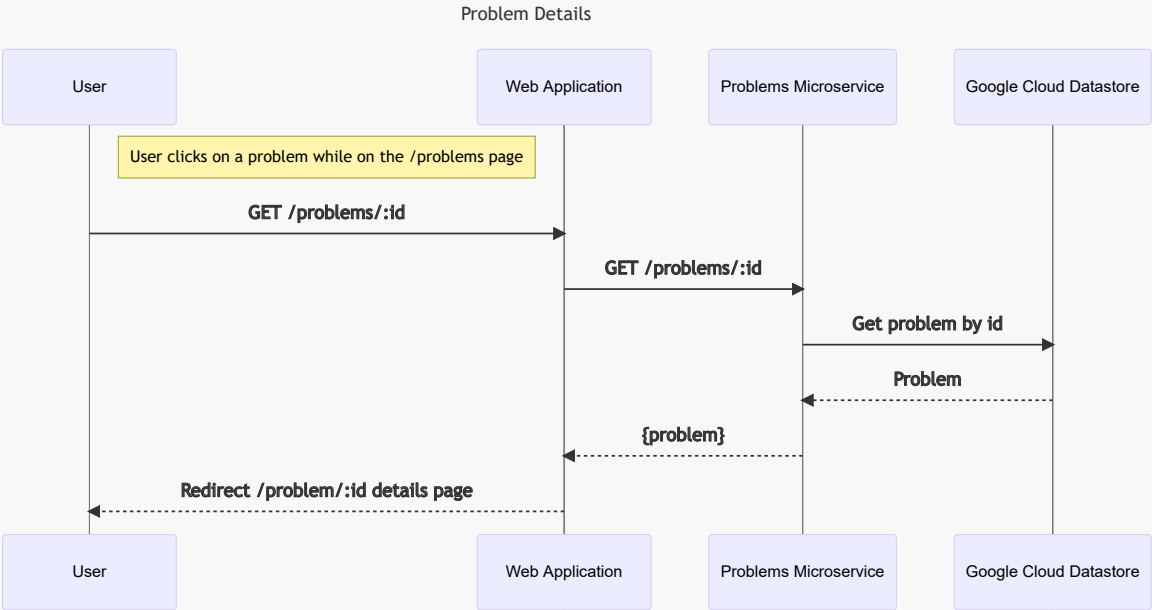 Problem Details
User
Web Application
Problems Microservice
Google Cloud Datastore
User clicks on a problem while on the /problems page
GET /problems/:id
GET /problems/:id
Get problem by id
Problem
{problem}
Redirect /problem/:id details page
User
Web Application
Problems Microservice
Google Cloud Datastore